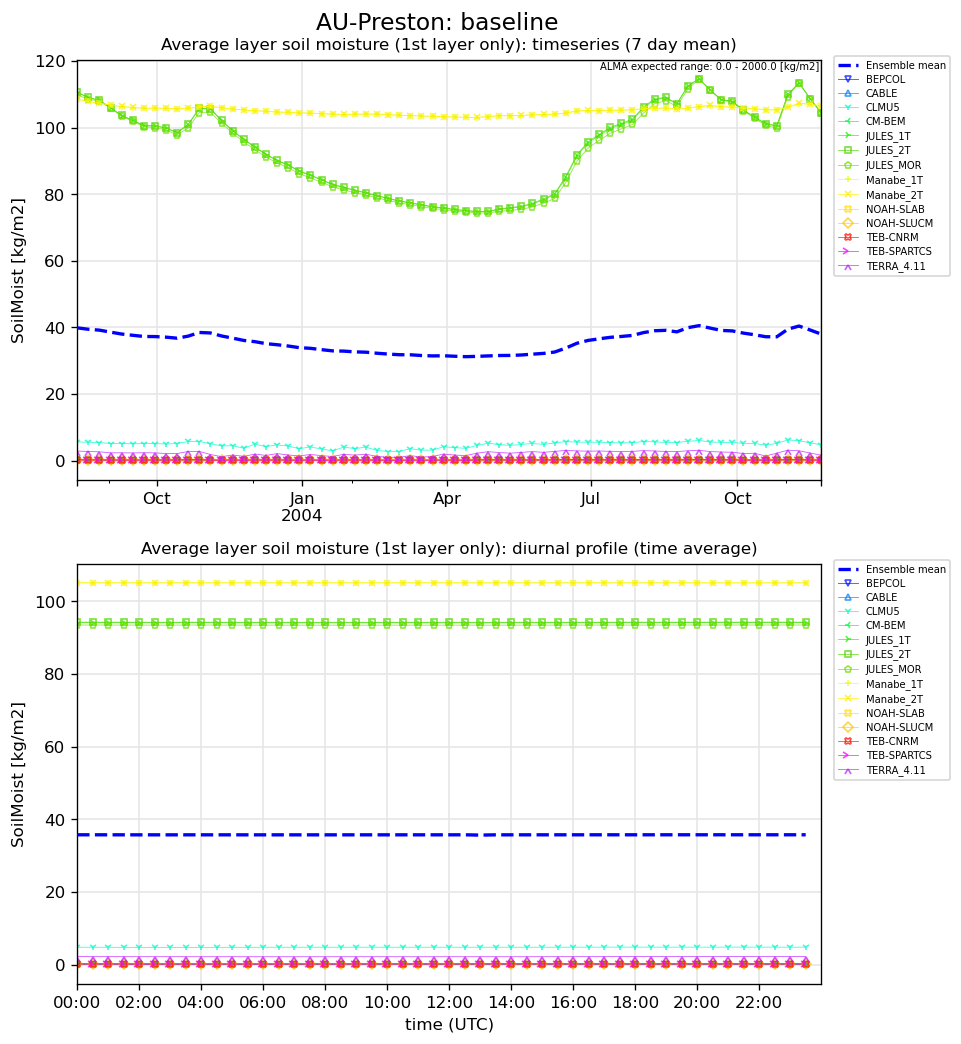 AU-Preston: baseline
Average layer soil moisture (1st layer only): timeseries (7 day mean)
ALMA expected range: 0.0 - 2000.0 [kg/m2]
SoilMoist [kg/m2]
120
100
80
60
40
20
0
Oct
Jan
2004
Apr
Jul
Oct
Ensemble mean
BEPCOL
CABLE
CLMU5
CM-BEM
JULES_1T
JULES_2T
JULES_MOR
Manabe_1T
Manabe_2T
NOAH-SLAB
NOAH-SLUCM
TEB-CNRM
TEB-SPARTCS
TERRA_4.11
Average layer soil moisture (1st layer only): diurnal profile (time average)
SoilMoist [kg/m2]
100
80
60
40
20
0
00:00
02:00
04:00
06:00
08:00
10:00
12:00
14:00
16:00
18:00
20:00
22:00
time (UTC)
Ensemble mean
BEPCOL
CABLE
CLMU5
CM-BEM
JULES_1T
JULES_2T
JULES_MOR
Manabe_1T
Manabe_2T
NOAH-SLAB
NOAH-SLUCM
TEB-CNRM
TEB-SPARTCS
TERRA_4.11